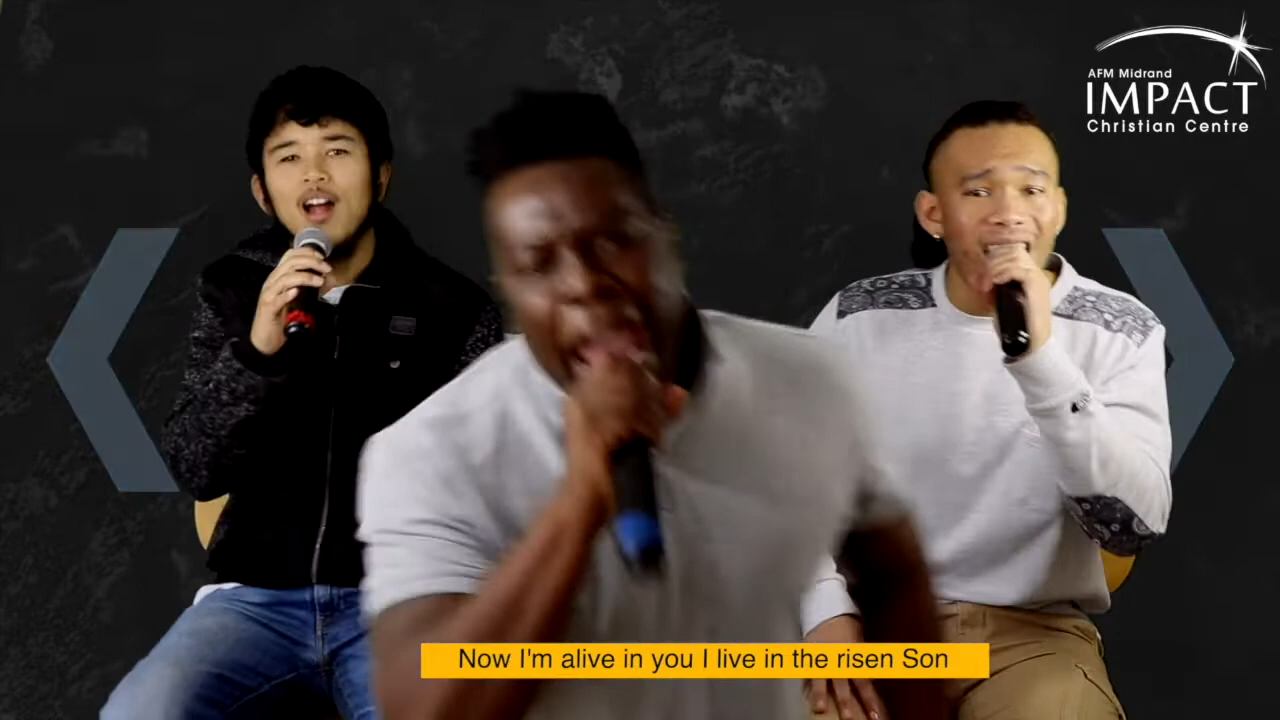 AFM Midrand
IMPACT
Christian Centre
Now I'm alive in you I live in the risen Son